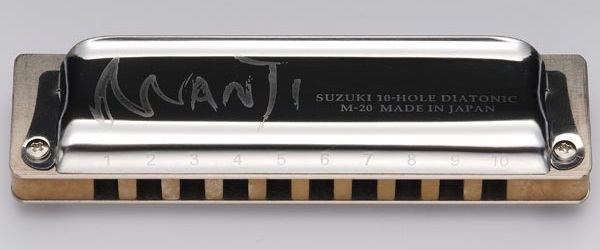 MANJI
SUZUKI 10-HOLE DIATONIC
M-20 MADE IN JAPAN
1 2 3 4 5 6 7 8 9 10